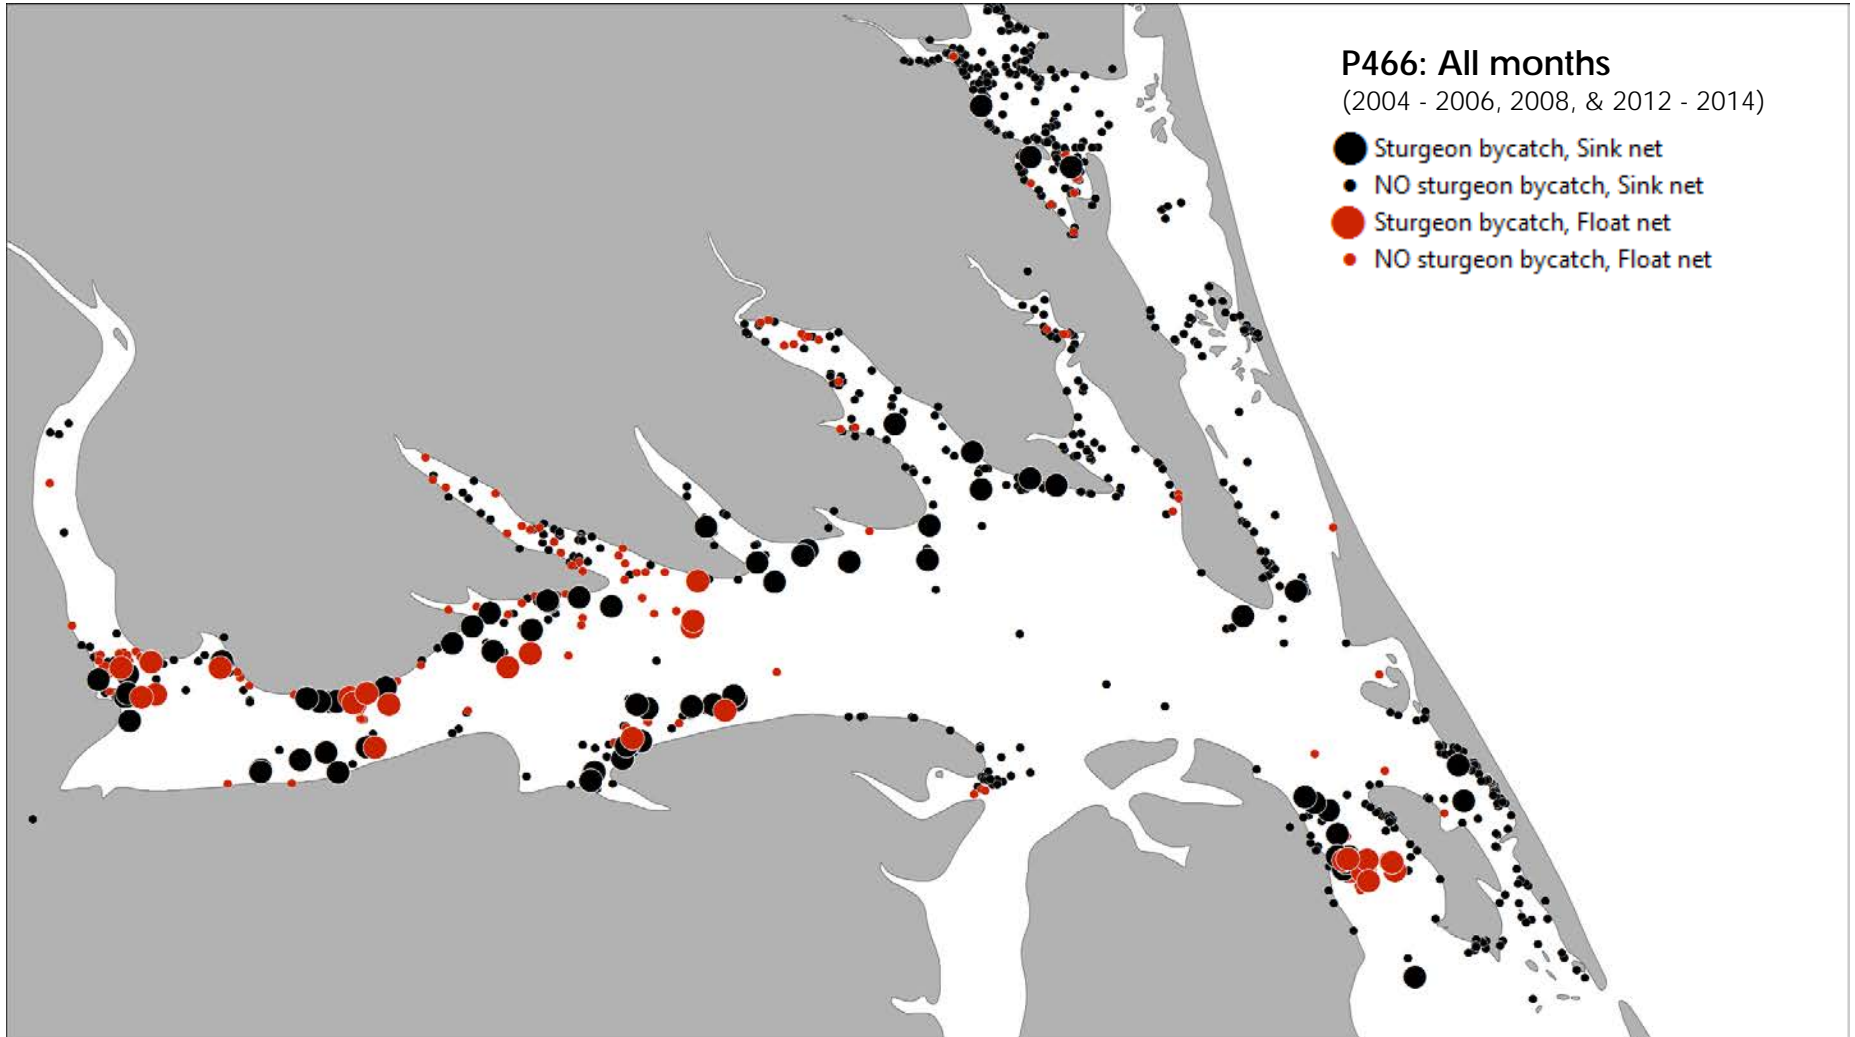 P466: All months
(2004 - 2006, 2008, & 2012 - 2014)
Sturgeon bycatch, Sink net
NO sturgeon bycatch, Sink net
Sturgeon bycatch, Float net
NO sturgeon bycatch, Float net